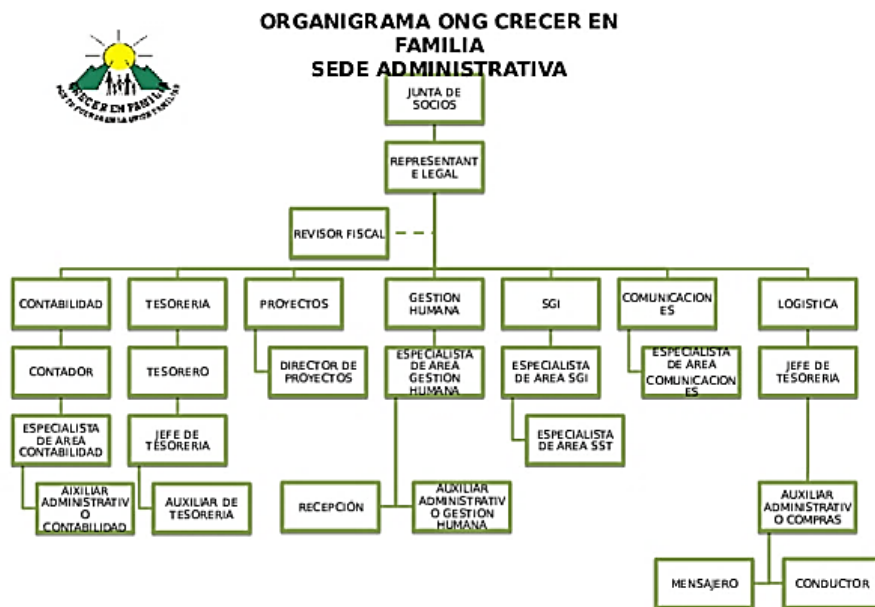 ORGANIGRAMA ONG CRECER EN
FAMILIA
SEDE ADMINISTRATIVA
CRECER EN FAMILIA
JUNTA DE
SOCIOS
REPRESENTANT
E LEGAL
REVISOR FISCAL
CONTABILIDAD
TESORERIA
PROYECTOS
GESTION
HUMANA
SGI
COMUNICACION
ES
LOGISTICA
CONTADOR
TESORERO
DIRECTOR DE
PROYECTOS
ESPECIALISTA
DE AREA
GESTION
HUMANA
ESPECIALISTA
DE AREA SGI
ESPECIALISTA
DE AREA
COMUNICACION
ES
JEFE DE
TESORERIA
ESPECIALISTA
DE AREA
CONTABILIDAD
JEFE DE
TESORERIA
ESPECIALISTA
DE AREA SST
AIXILIAR
ADMINISTRATIV
O
CONTABILIDAD
AUXILIAR DE
TESORERIA
RECEPCIÓN
AUXILIAR
ADMINISTRATIV
O GESTION
HUMANA
AUXILIAR
ADMINISTRATIV
O COMPRAS
MENSAJERO
CONDUCTOR